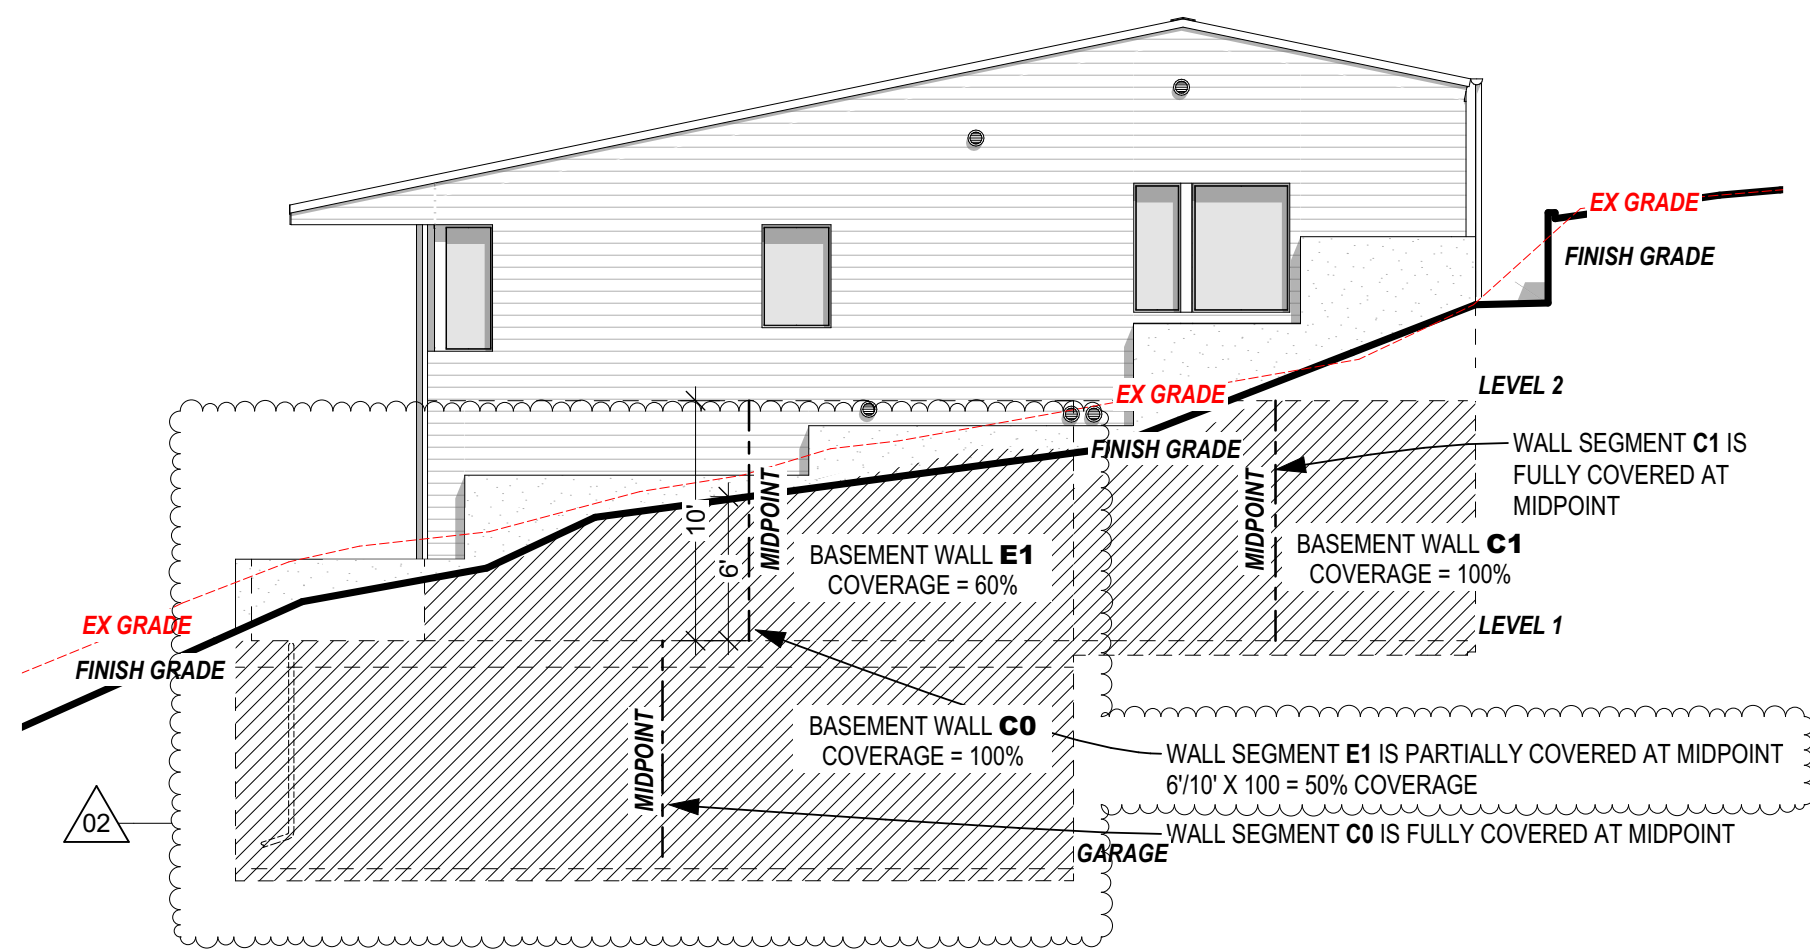 EX GRADE
FINISH GRADE
LEVEL 2
EX GRADE
FINISH GRADE
WALL SEGMENT C1 IS
FULLY COVERED AT
MIDPOINT
MIDPOINT
MIDPOINT
10'
6'
BASEMENT WALL E1
COVERAGE = 60%
BASEMENT WALL C1
COVERAGE = 100%
EX GRADE
FINISH GRADE
LEVEL 1
MIDPOINT
BASEMENT WALL C0
COVERAGE = 100%
WALL SEGMENT E1 IS PARTIALLY COVERED AT MIDPOINT
6'/10' X 100 = 50% COVERAGE
02
WALL SEGMENT C0 IS FULLY COVERED AT MIDPOINT
GARAGE